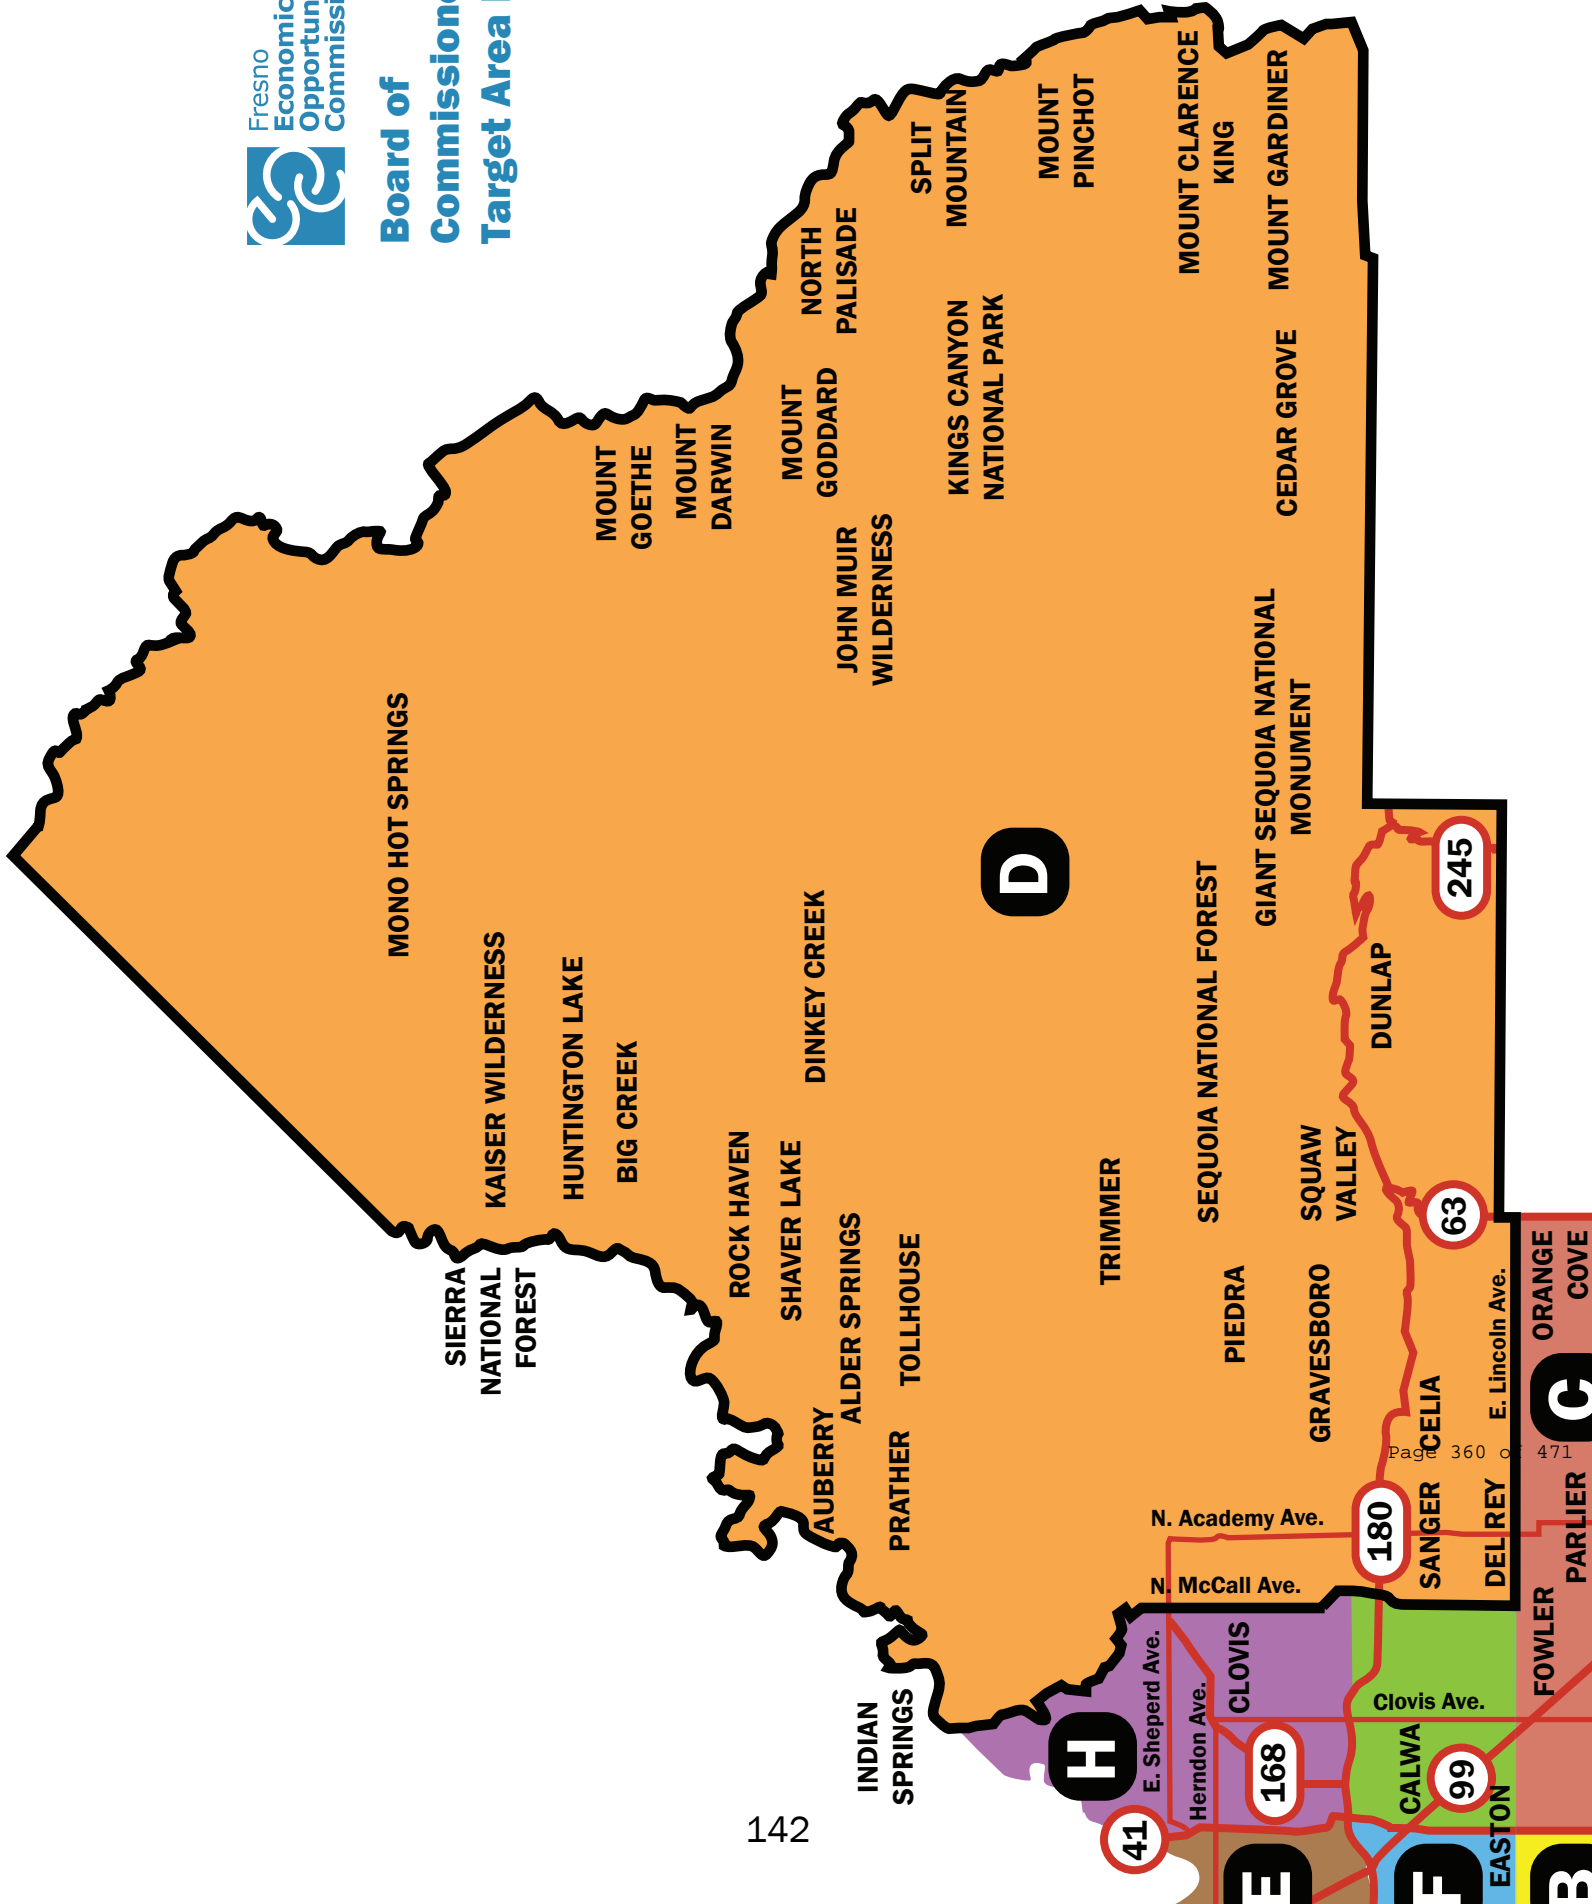 Fresno
Economic
Opportun
Commissi
Board of
Commissione
Target Area
MONO HOT SPRINGS
KAISER WILDERNESS
HUNTINGTON LAKE
BIG CREEK
SIERRA
NATIONAL
FOREST
MOUNT
GOETHE
MOUNT
DARWIN
MOUNT
GODDARD
NORTH
PALISADE
SPLIT
MOUNTAIN
MOUNT
PINCHOT
MOUNT CLARENCE
KING
MOUNT GARDINER
KINGS CANYON
NATIONAL PARK
CEDAR GROVE
JOHN MUIR
WILDERNESS
DINKEY CREEK
ROCK HAVEN
SHAVER LAKE
ALDER SPRINGS
TOLLHOUSE
AUBERRY
PRATHER
INDIAN
SPRINGS
D
TRIMMER
SEQUOIA NATIONAL FOREST
GIANT SEQUOIA NATIONAL
MONUMENT
PIEDRA
SQUAW
VALLEY
GRAVESBORO
DUNLAP
245
63
180
CELIA
SANGER
DEL REY
E. Lincoln Ave.
N. Academy Ave.
N. McCall Ave.
ORANGE
COVE
C
PARLIER
FOWLER
H
E. Sheperd Ave.
Herndon Ave.
CLOVIS
Clovis Ave.
168
41
99
CALWA
EASTON
E
F
B
142
Page 360 of 471